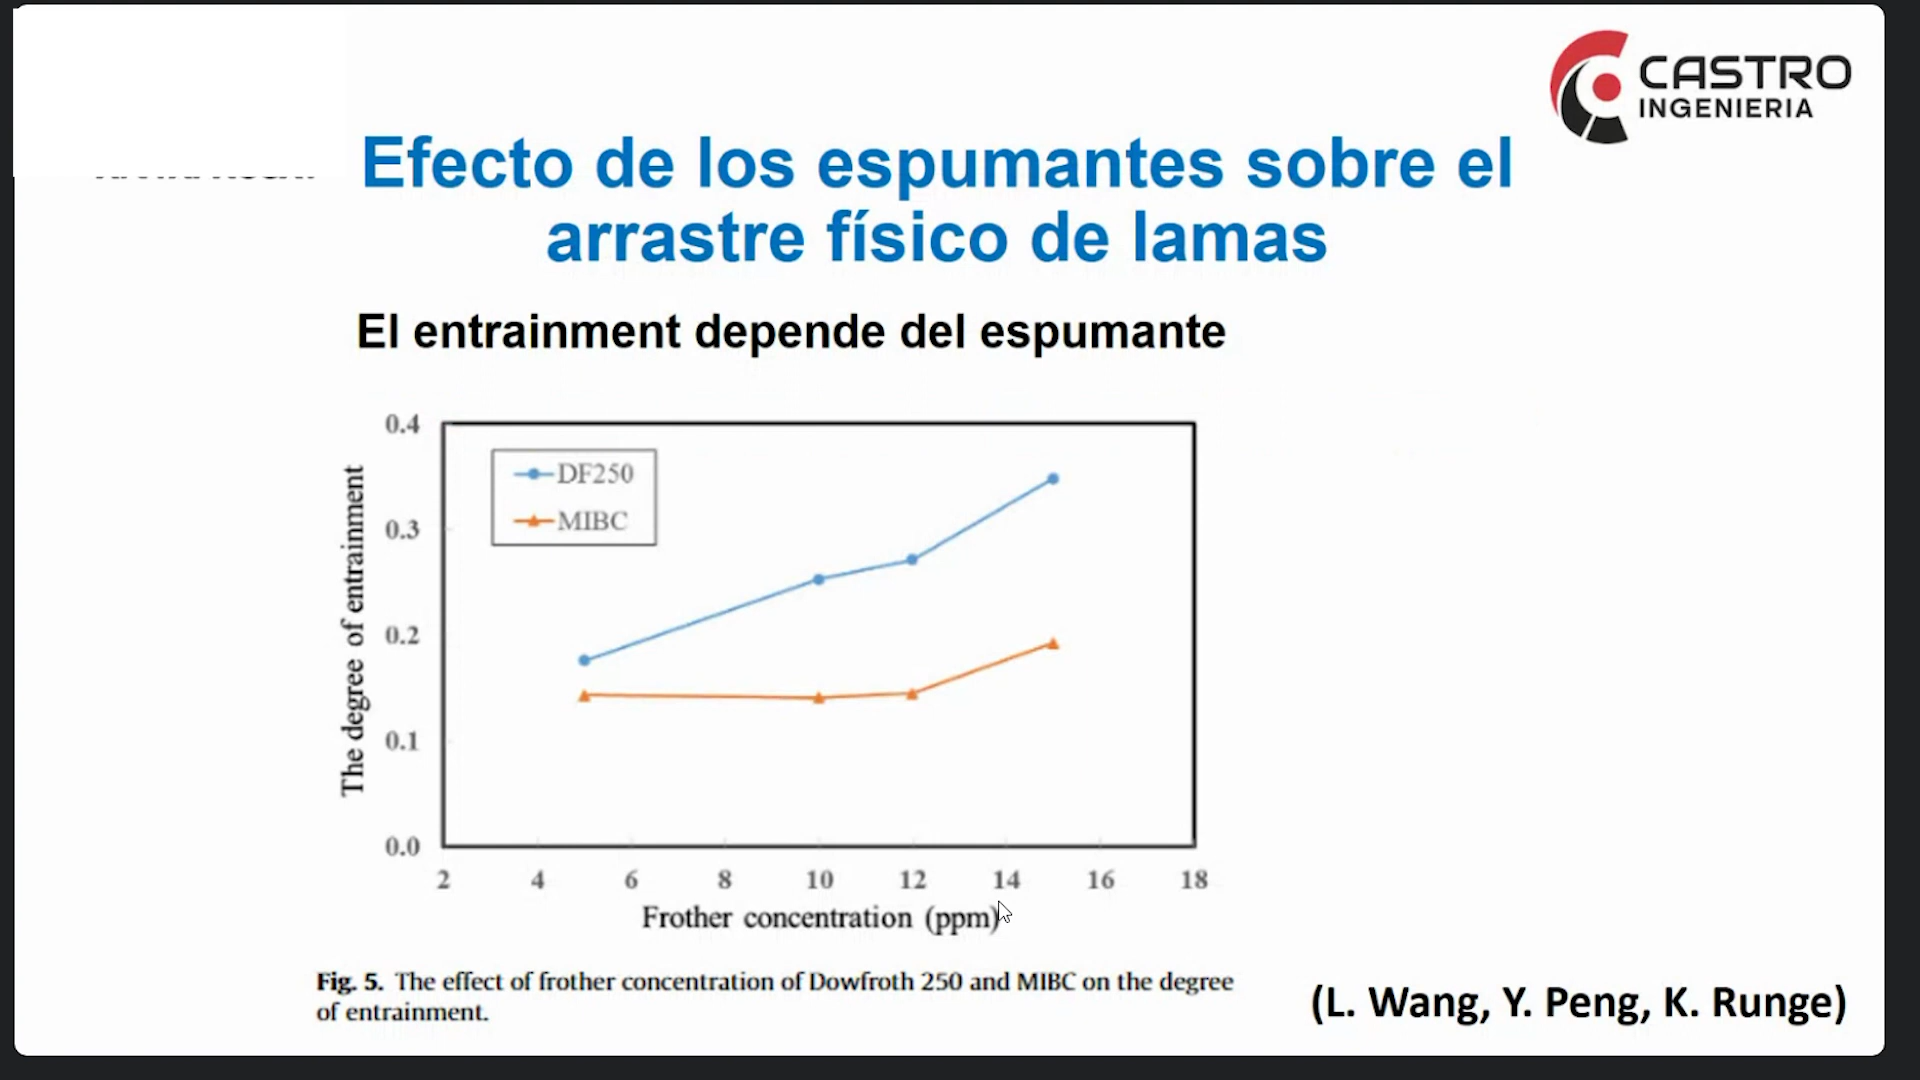 CASTRO
INGENIERIA
Efecto de los espumantes sobre el
arrastre físico de lamas
El entrainment depende del espumante
The degree of entrainment
0.4
0.3
0.2
0.1
0.0
DF250
MIBC
2 4 6 8 10 12 14 16 18
Frother concentration (ppm)
Fig. 5. The effect of frother concentration of Dowfroth 250 and MIBC on the degree
of entrainment.
(L. Wang, Y. Peng, K. Runge)